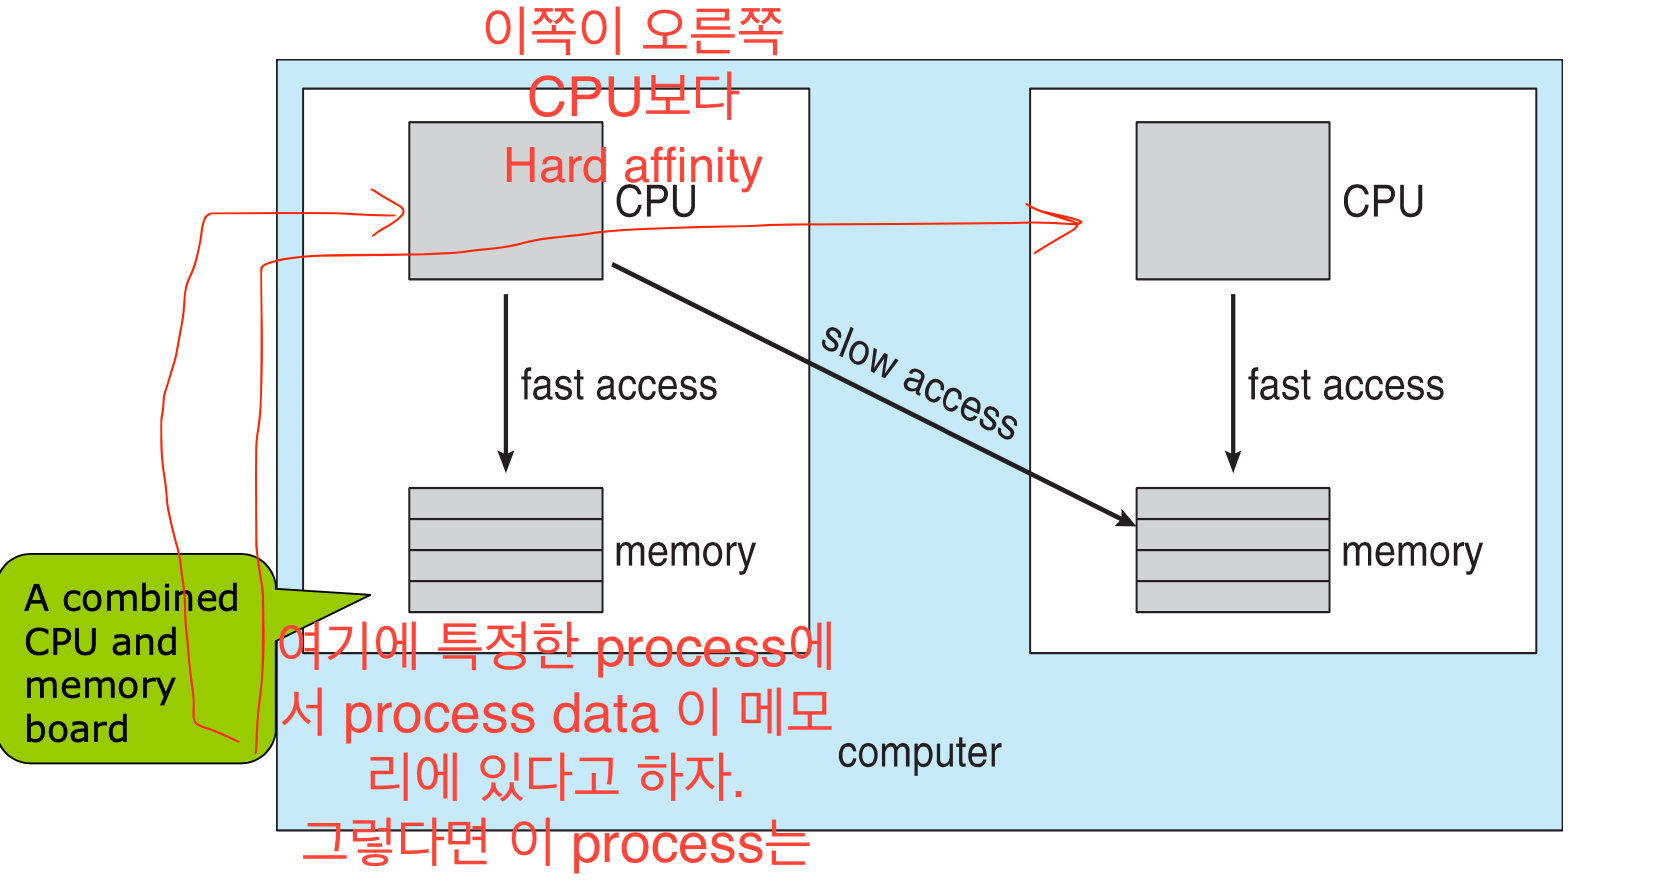 이쪽이 오른쪽
CPU보다
Hard affinity
CPU
CPU
slow access
fast access
fast access
memory
memory
A combined
CPU and
memory
board
여기에 특정한 process에
서 process data 이 메모
리에 있다고 하자.
그렇다면 이 process는
computer